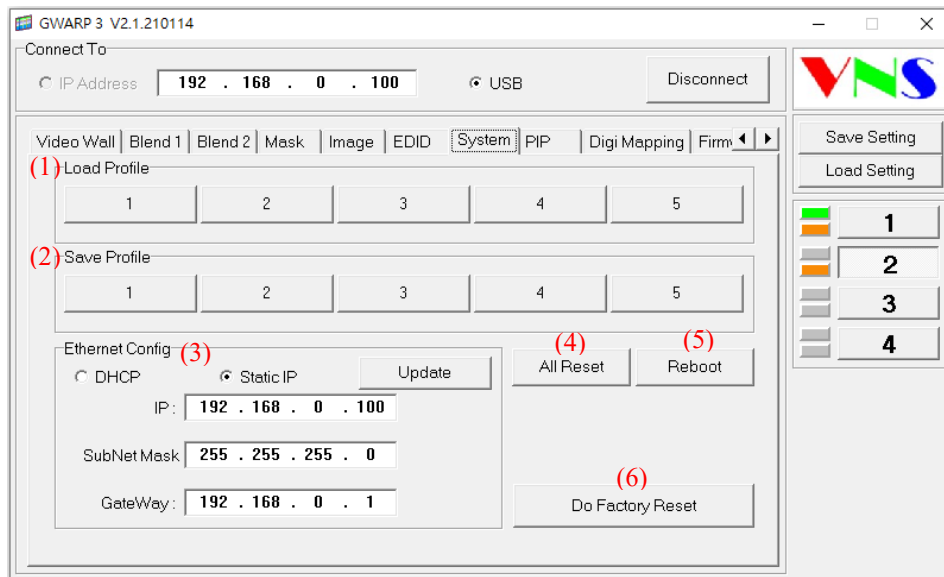 GWARP 3 V2.1.210114
Connect To
IP Address 192 . 168 . 0 . 100 USB Disconnect
VNS
Video Wall Blend 1 Blend 2 Mask Image EDID System PIP Digi Mapping Firm
Save Setting
Load Setting
(1) Load Profile
1 2 3 4 5
(2) Save Profile
1 2 3 4 5
1
2
3
4
Ethernet Config (3)
DHCP Static IP Update
IP : 192 . 168 . 0 . 100
SubNet Mask 255 . 255 . 255 . 0
GateWay : 192 . 168 . 0 . 1
(4) (5)
All Reset Reboot
(6)
Do Factory Reset